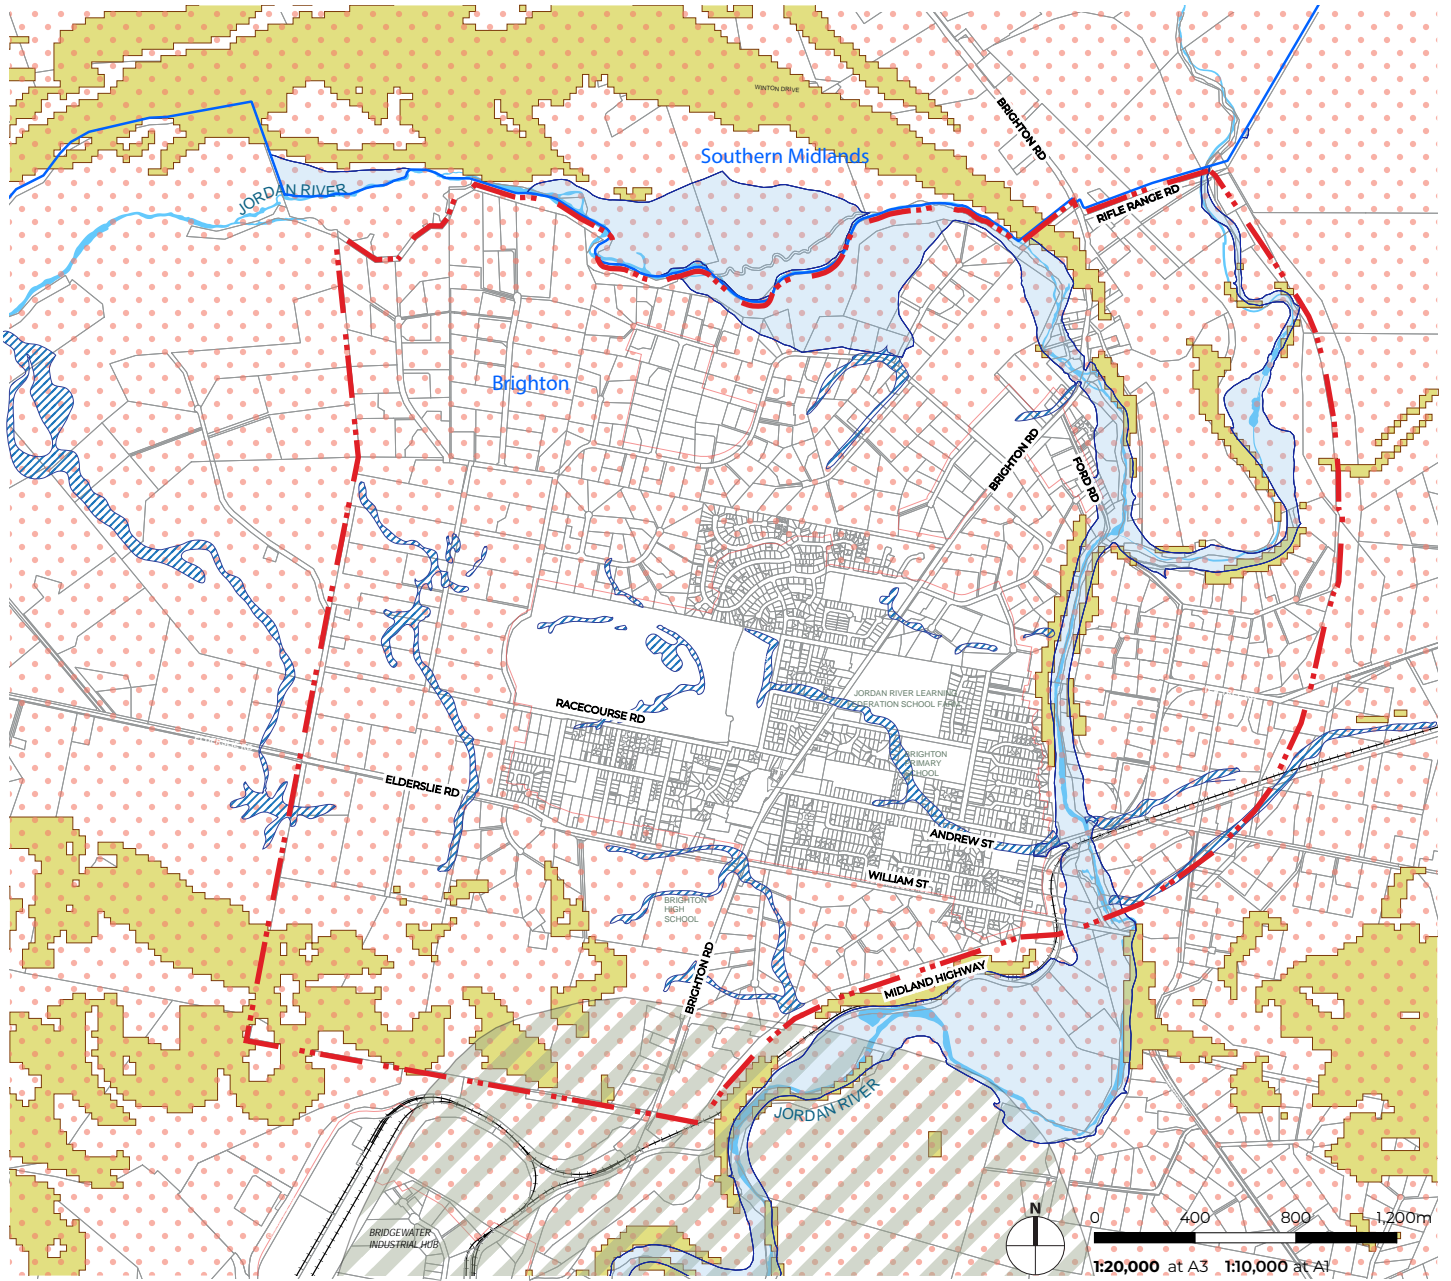 WINTON DRIVE
BRIGHTON RD
Southern Midlands
JORDAN RIVER
RIFLE RANGE RD
Brighton
BRIGHTON RD
FORD RD
JORDAN RIVER LEARNING
FEDERATION SCHOOL FARM
RACECOURSE RD
BRIGHTON
PRIMARY
SCHOOL
ELDERSLIE RD
ANDREW ST
WILLIAM ST
BRIGHTON
HIGH
SCHOOL
BRIGHTON RD
MIDLAND HIGHWAY
JORDAN RIVER
BRIDGEWATER
INDUSTRIAL HUB
N
0 400 800 1,200m
1:20,000 at A3 1:10,000 at A1